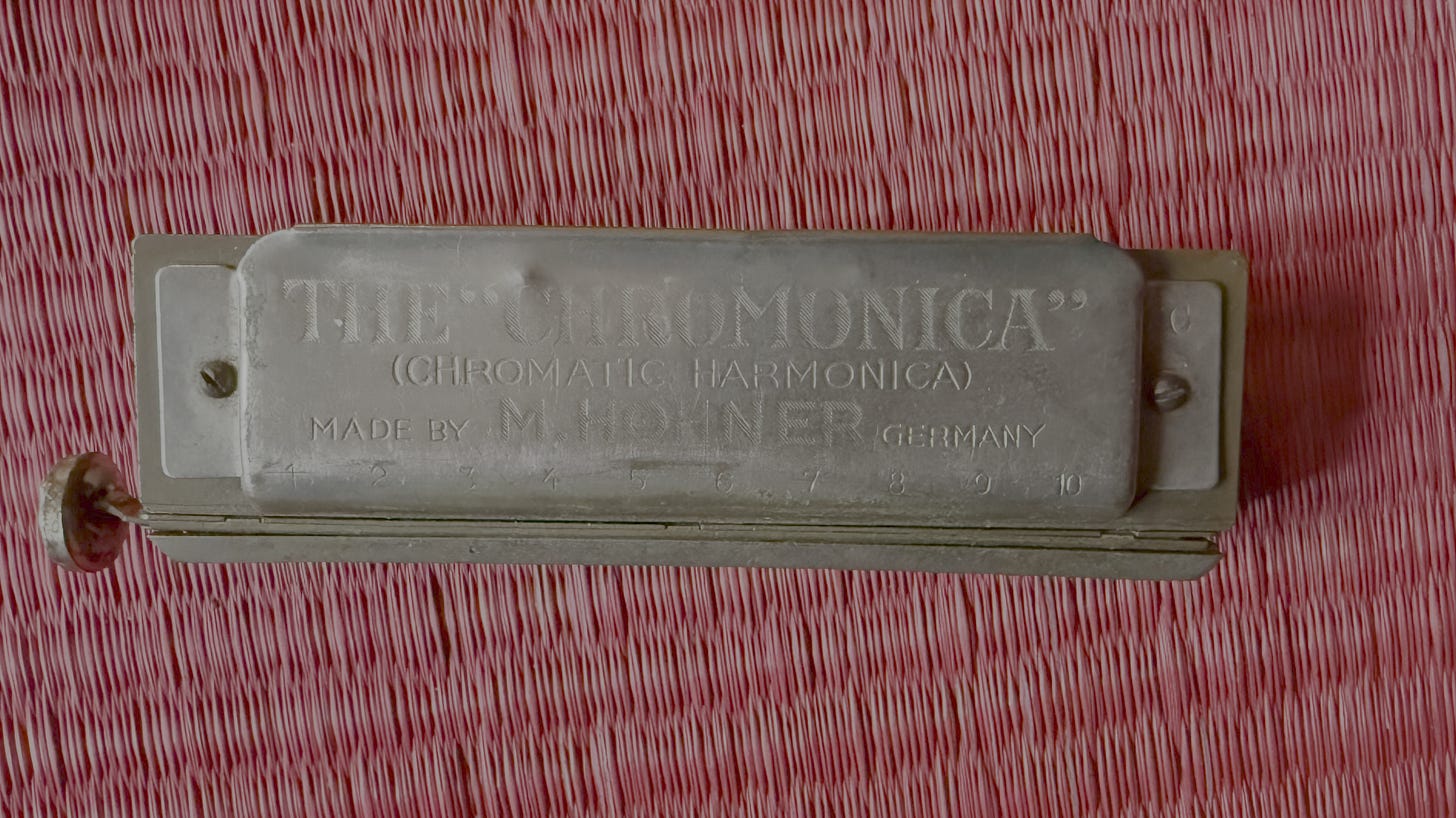 THE “CHROMONICA”
(CHROMATIC HARMONICA)
MADE BY M. HOHNER GERMANY
1 2 3 4 5 6 7 8 9 10
C